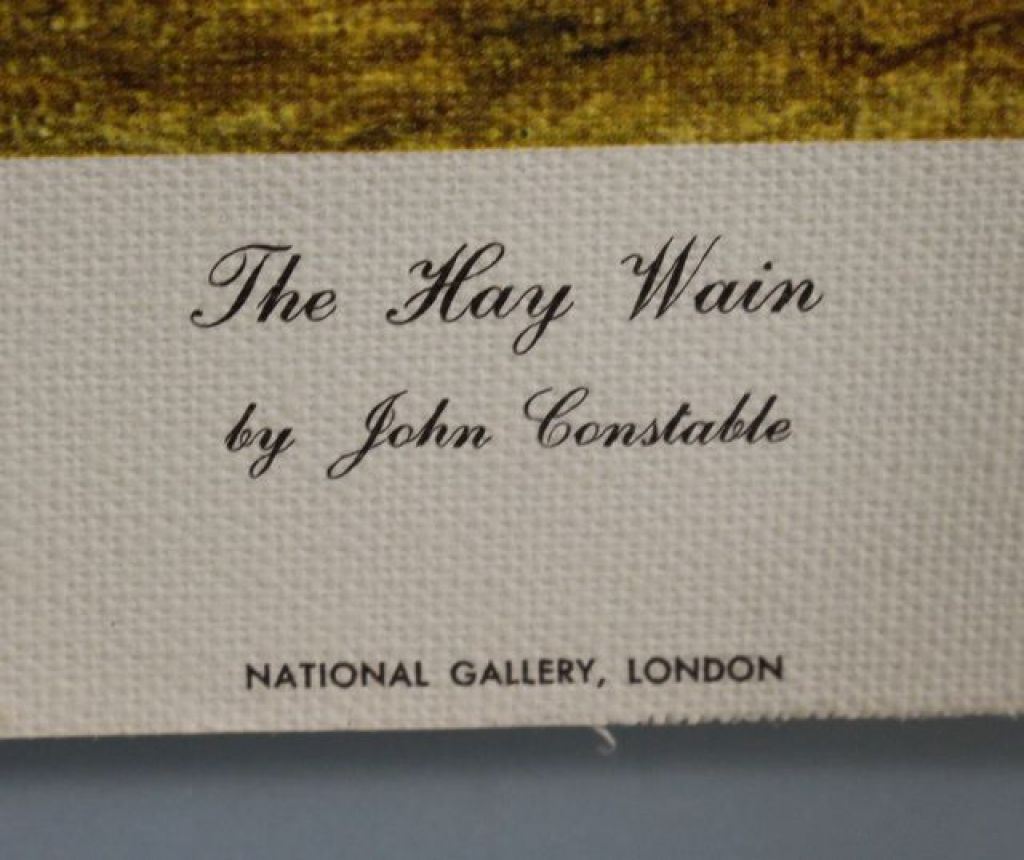 The Hay Wain
by John Constable
NATIONAL GALLERY, LONDON